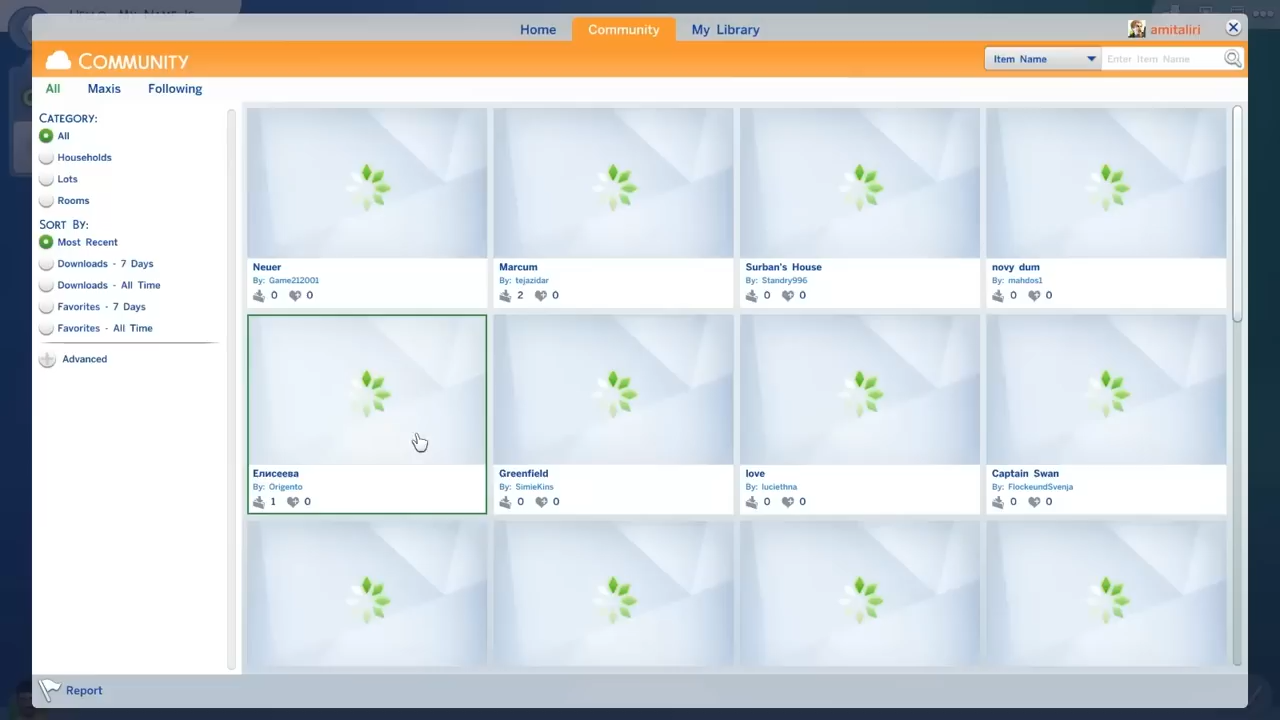 Home Community My Library amitaliri
COMMUNITY Item Name Enter Item Name
All Maxis Following
CATEGORY:
All
Households
Lots
Rooms
SORT BY:
Most Recent
Downloads - 7 Days
Downloads - All Time
Favorites - 7 Days
Favorites - All Time
Advanced
Neuer
By: Game212001
0 0
Marcum
By: tejazidar
2 0
Surban's House
By: Standry996
0 0
novy dum
By: mahdos1
0 0
Елисеева
By: Origento
1 0
Greenfield
By: SimieKins
0 0
love
By: luciethna
0 0
Captain Swan
By: FlockeundSvenja
0 0
Report